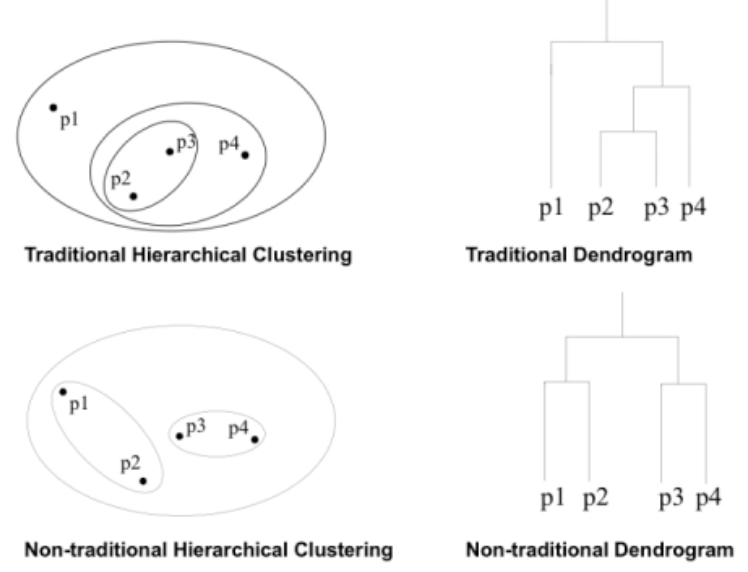 p1
p3
p4
p2
p1 p2 p3 p4
Traditional Hierarchical Clustering
Traditional Dendrogram
p1
p3
p4
p2
p1 p2 p3 p4
Non-traditional Hierarchical Clustering
Non-traditional Dendrogram